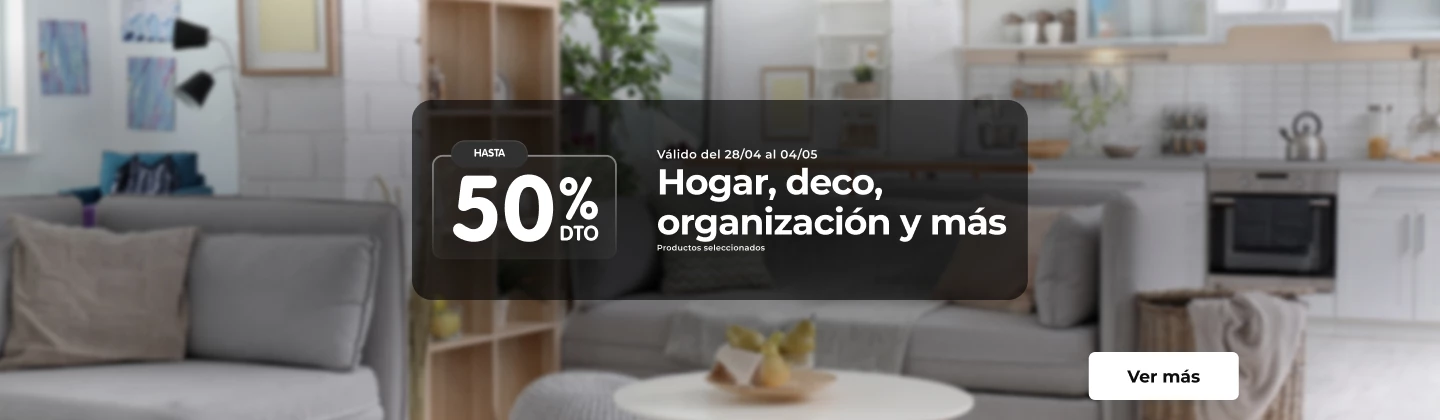 HASTA
50%
DTO
Válido del 28/04 al 04/05
Hogar, deco,
organización y más
Productos seleccionados
Ver más